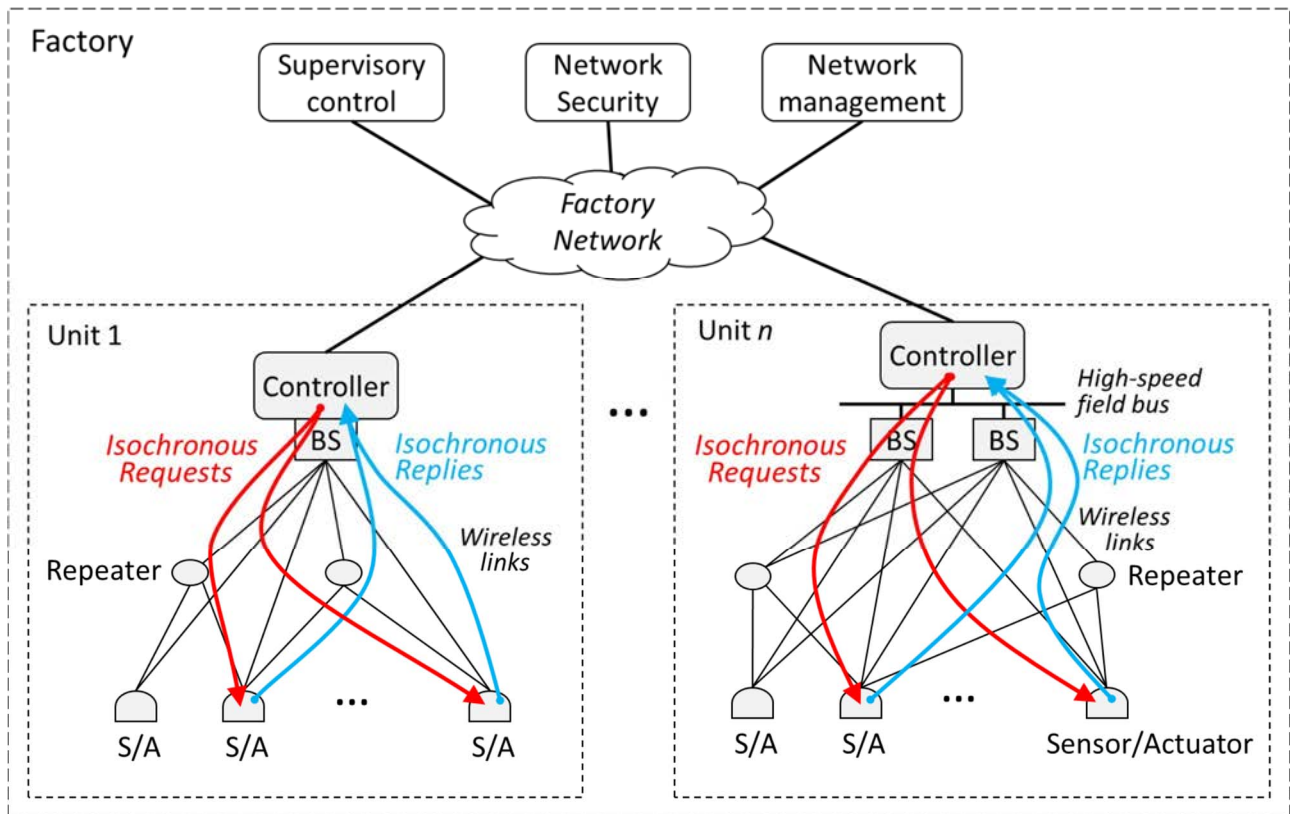 Factory
Supervisory
control
Network
Security
Network
management
Factory
Network
Unit 1
Controller
BS
Isochronous
Requests
Isochronous
Replies
Wireless
links
Repeater
...
S/A
S/A
S/A
...
Unit n
Controller
High-speed
field bus
BS
BS
Isochronous
Requests
Isochronous
Replies
Wireless
links
Repeater
...
S/A
S/A
Sensor/Actuator